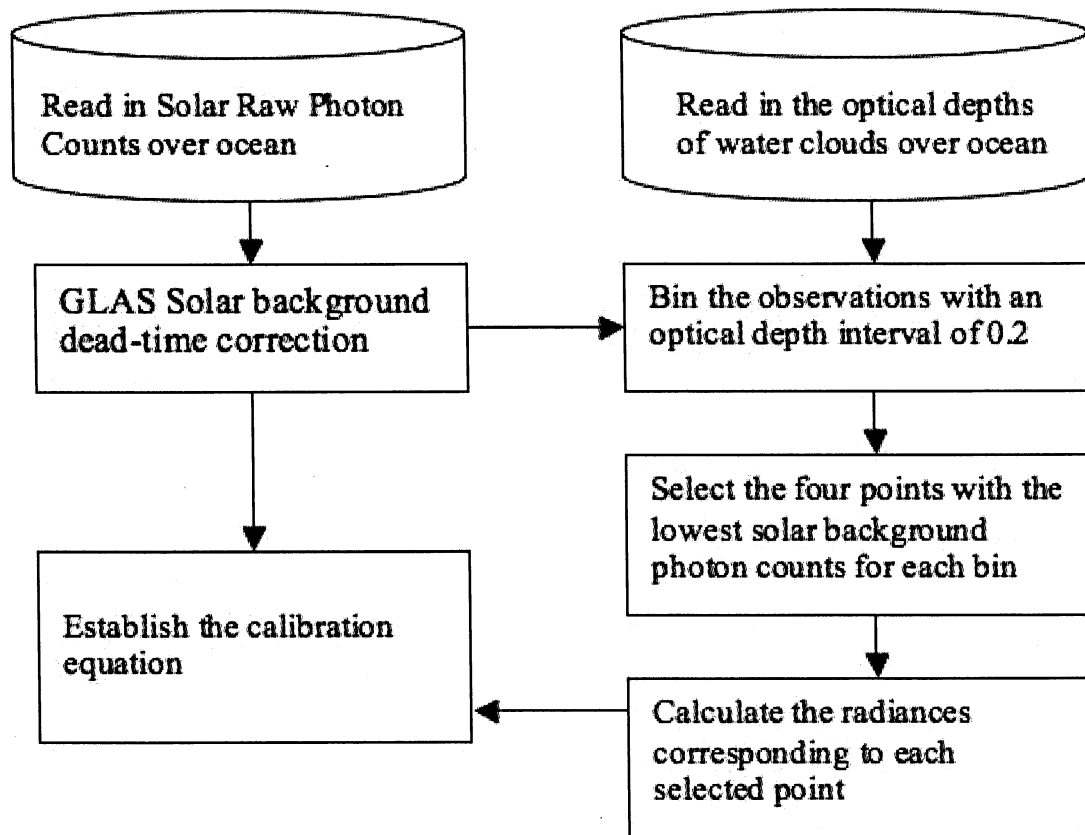 Read in Solar Raw Photon
Counts over ocean
Read in the optical depths
of water clouds over ocean
GLAS Solar background
dead-time correction
Bin the observations with an
optical depth interval of 0.2
Select the four points with the
lowest solar background
photon counts for each bin
Establish the calibration
equation
Calculate the radiances
corresponding to each
selected point